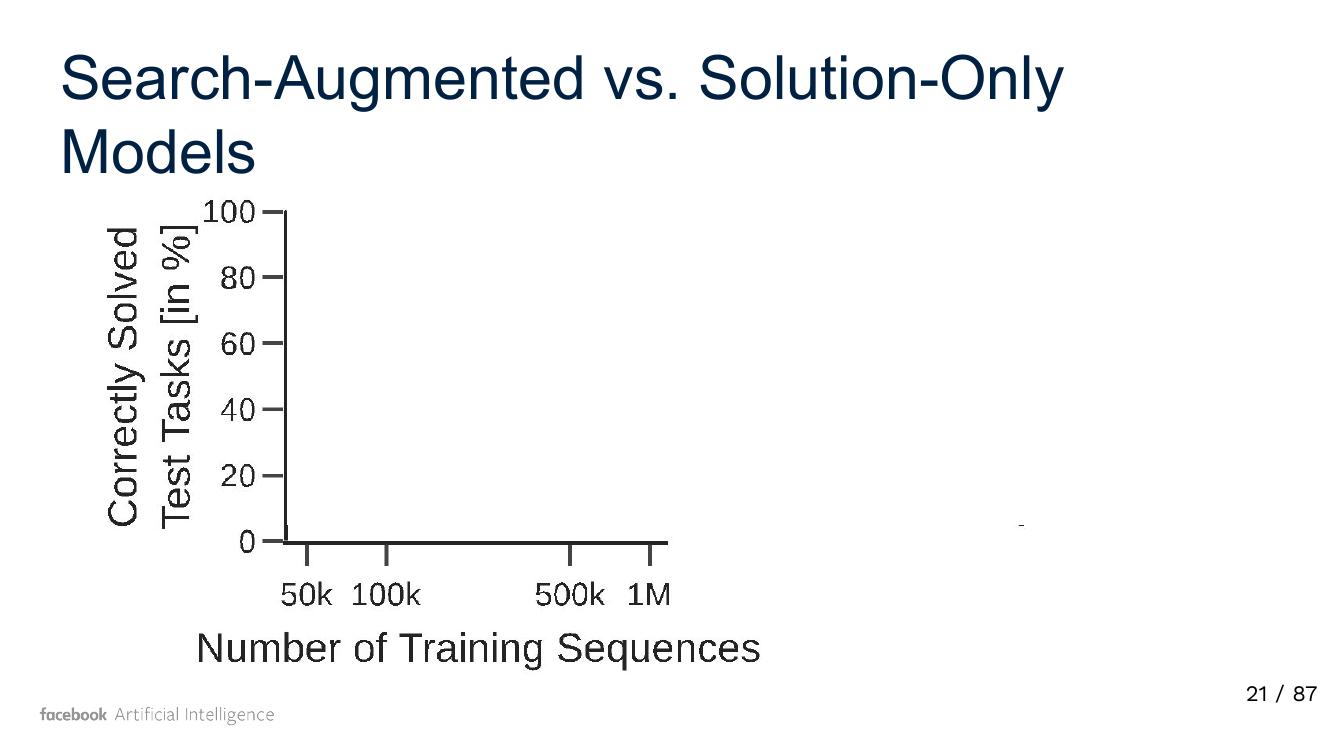 Search-Augmented vs. Solution-Only
Models
Correctly Solved
Test Tasks [in %]
100
80
60
40
20
0
50k 100k 500k 1M
Number of Training Sequences
21 / 87
facebook Artificial Intelligence